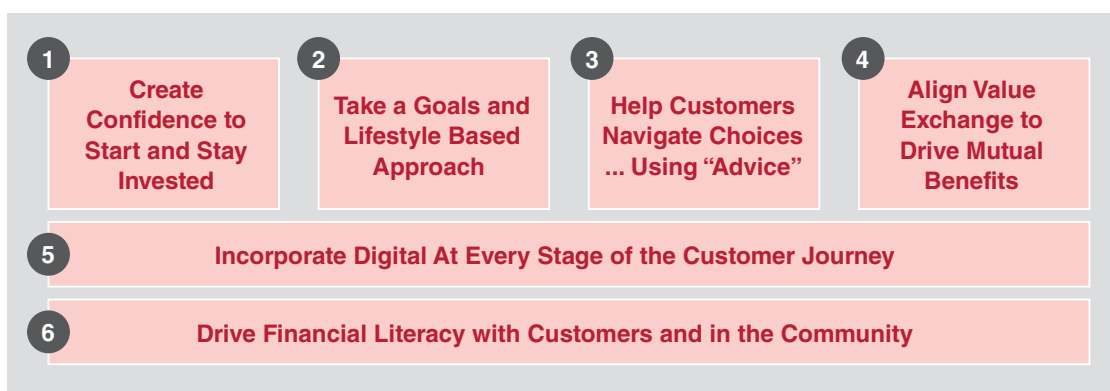 1
Create
Confidence to
Start and Stay
Invested
2
Take a Goals and
Lifestyle Based
Approach
3
Help Customers
Navigate Choices
... Using “Advice”
4
Align Value
Exchange to
Drive Mutual
Benefits
5
Incorporate Digital At Every Stage of the Customer Journey
6
Drive Financial Literacy with Customers and in the Community